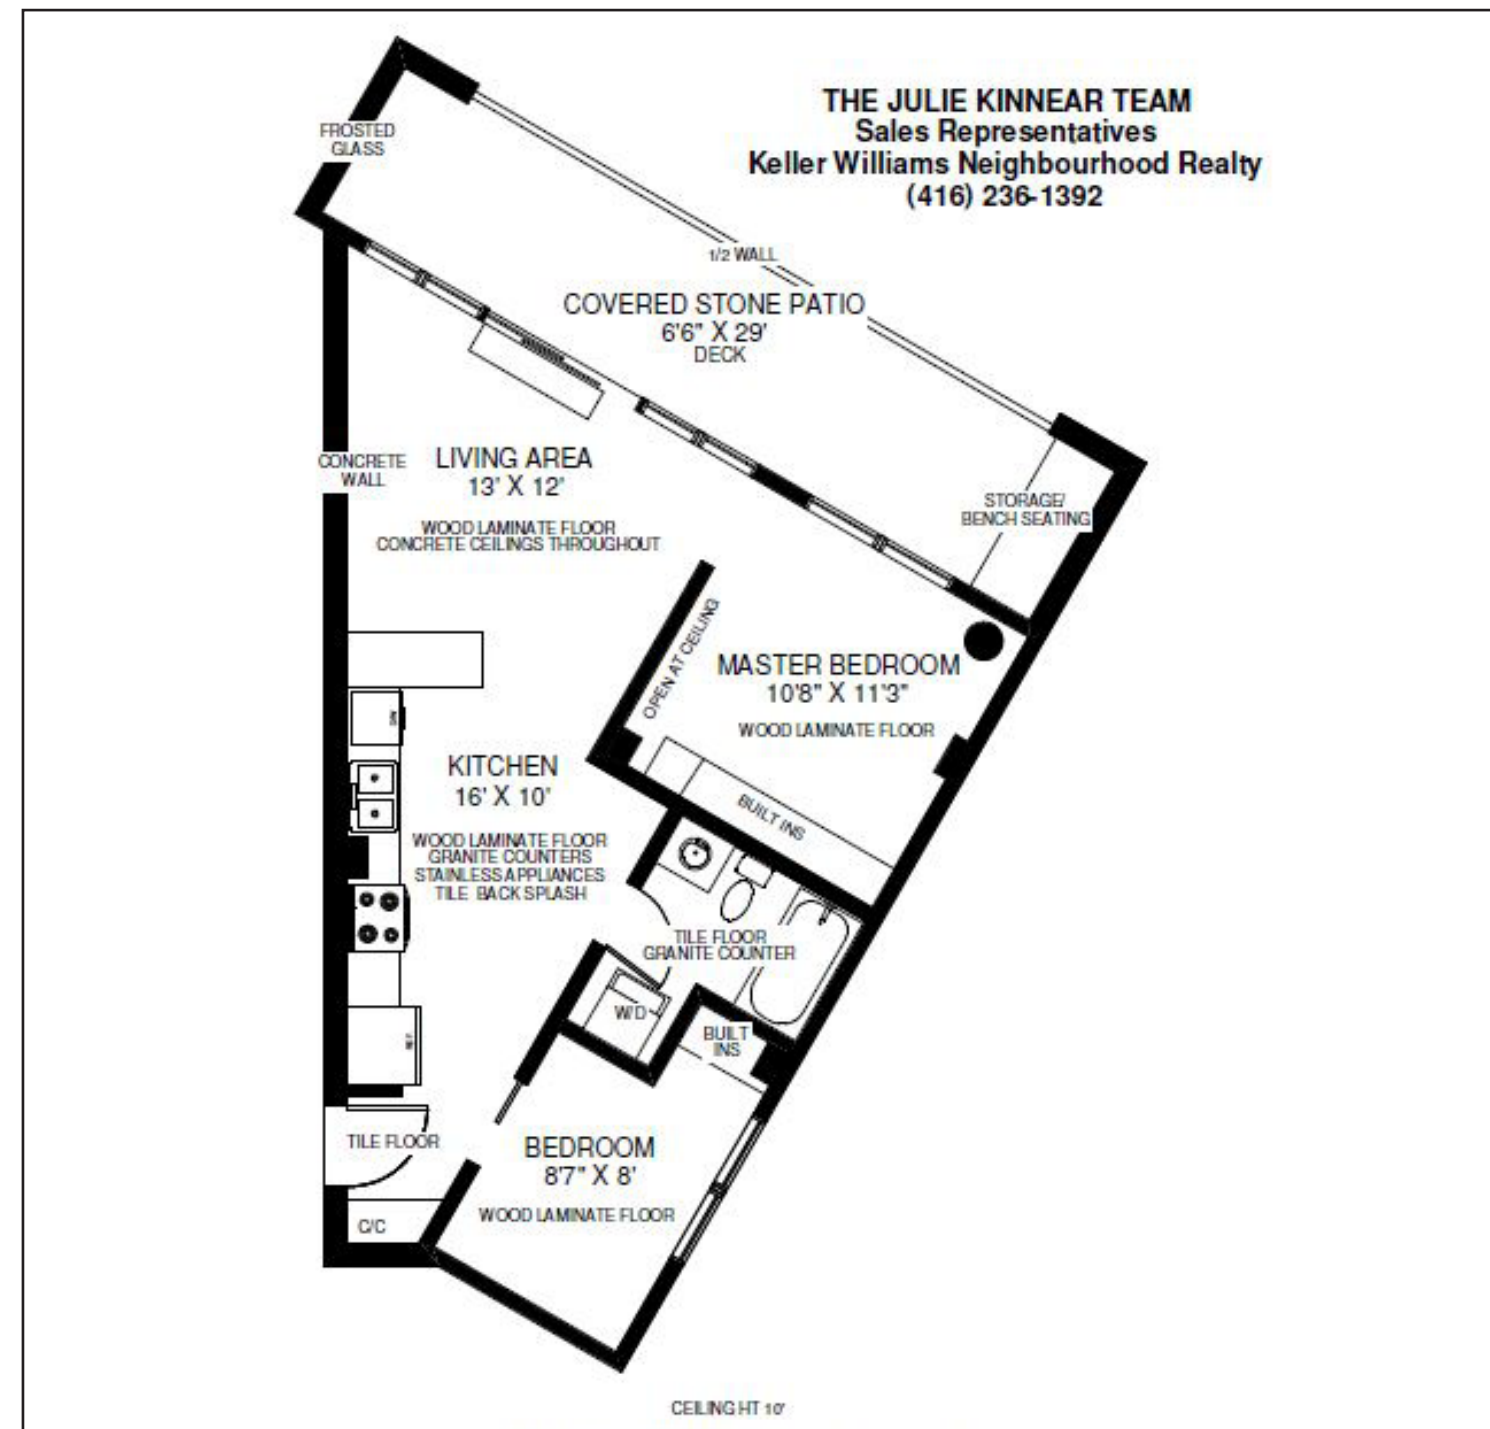 THE JULIE KINNEAR TEAM
Sales Representatives
Keller Williams Neighbourhood Realty
(416) 236-1392
FROSTED
GLASS
1/2 WALL
COVERED STONE PATIO
6'6" X 29'
DECK
CONCRETE
WALL
LIVING AREA
13' X 12'
WOOD LAMINATE FLOOR
CONCRETE CEILINGS THROUGHOUT
STORAGE/
BENCH SEATING
OPEN AT CEILING
MASTER BEDROOM
10'8" X 11'3"
WOOD LAMINATE FLOOR
BUILT INS
D/W
KITCHEN
16' X 10'
WOOD LAMINATE FLOOR
GRANITE COUNTERS
STAINLESS APPLIANCES
TILE BACK SPLASH
TILE FLOOR
GRANITE COUNTER
W/D
BUILT
INS
REF
TILE FLOOR
BEDROOM
8'7" X 8'
WOOD LAMINATE FLOOR
C/C
CEILING HT 10'